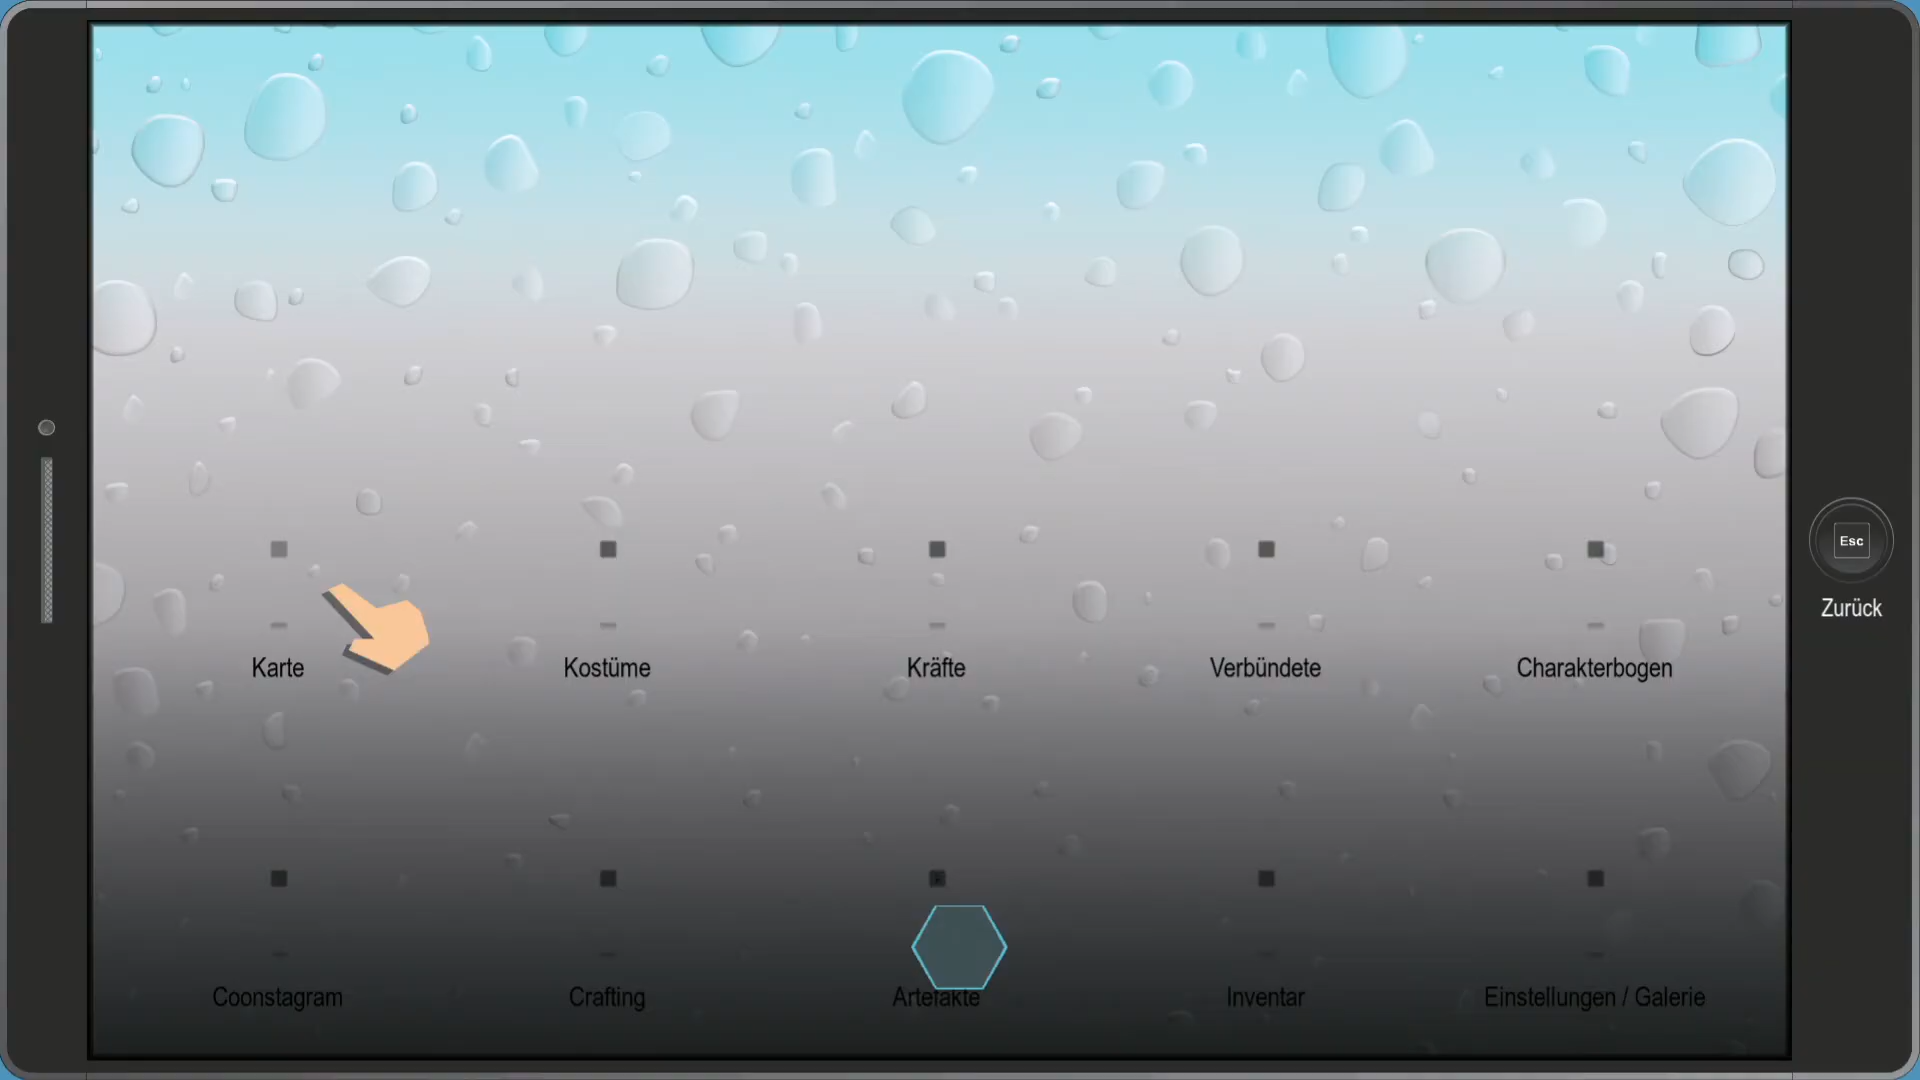 Esc
Zurück
Karte
Kostüme
Kräfte
Verbündete
Charakterbogen
Coonstagram
Crafting
Artefakte
Inventar
Einstellungen / Galerie